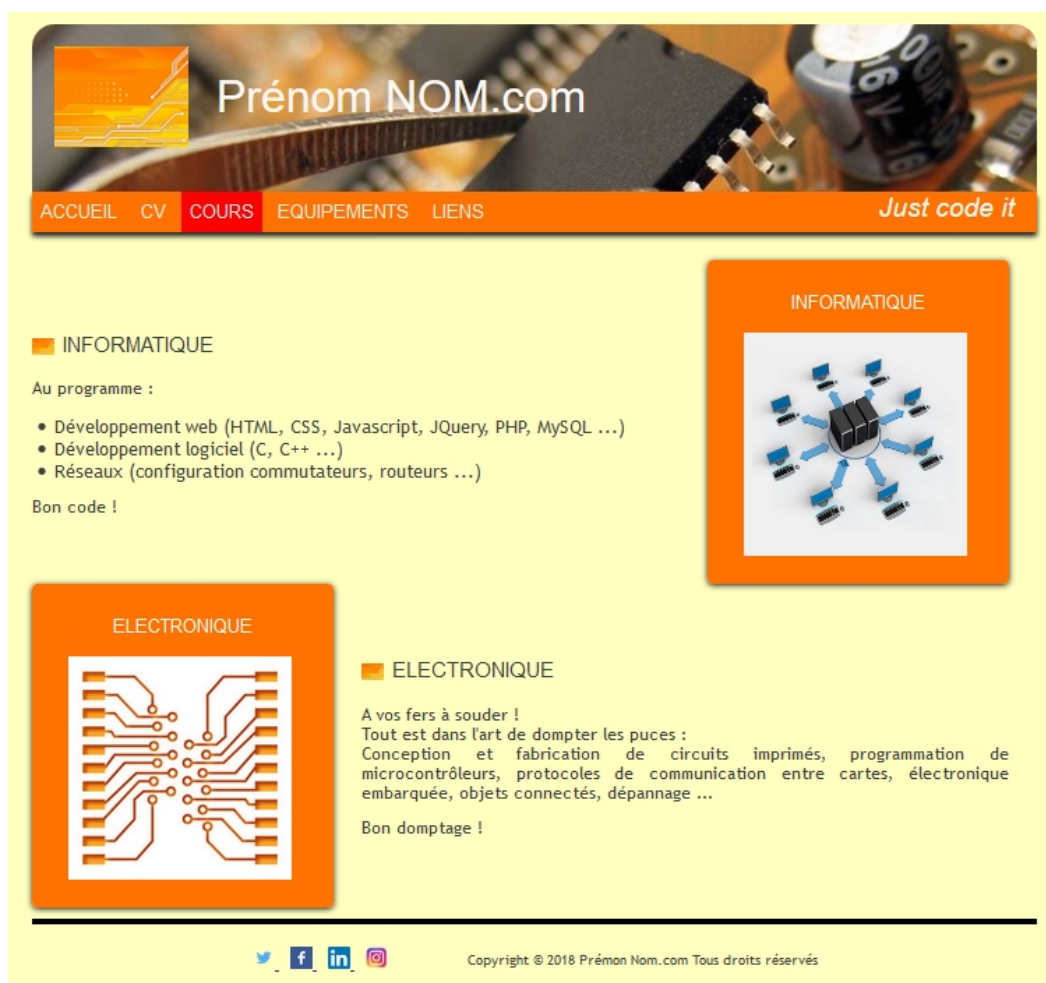 Prénom NOM.com
ACCUEIL CV COURS EQUIPEMENTS LIENS Just code it
INFORMATIQUE
INFORMATIQUE
Au programme :
• Développement web (HTML, CSS, Javascript, JQuery, PHP, MySQL ...)
• Développement logiciel (C, C++ ...)
• Réseaux (configuration commutateurs, routeurs ...)
Bon code !
ELECTRONIQUE
ELECTRONIQUE
A vos fers à souder !
Tout est dans l'art de dompter les puces :
Conception et fabrication de circuits imprimés, programmation de
microcontrôleurs, protocoles de communication entre cartes, électronique
embarquée, objets connectés, dépannage ...
Bon domptage !
Copyright © 2018 Prémon Nom.com Tous droits réservés